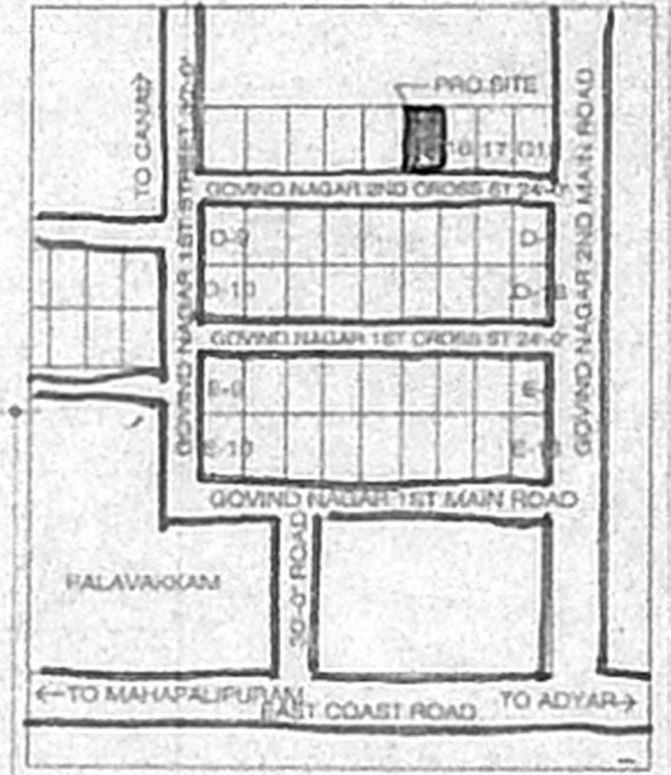 TO CANAL→
GOVIND NAGAR 1ST STREET
PRO.SITE
16 17
GOVIND NAGAR 2ND CROSS ST 24'-0"
GOVIND NAGAR 2ND MAIN ROAD
D-9
D-10
D-18
GOVIND NAGAR 1ST CROSS ST 24'-0"
E-9
E-10
E-18
GOVIND NAGAR 1ST MAIN ROAD
30'-0" ROAD
PALAVAKKAM
←TO MAHAPALIPURAM
TO ADYAR→
EAST COAST ROAD